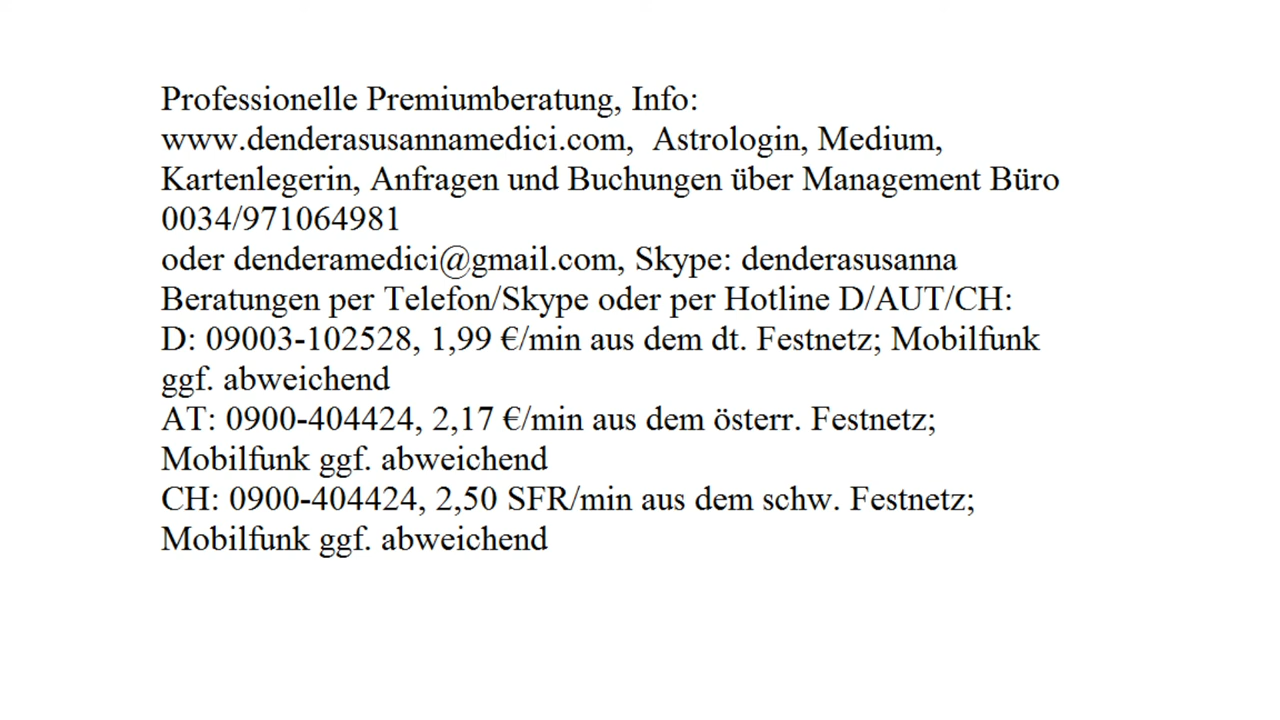 Professionelle Premiumberatung, Info:
www.denderasusannamedici.com,  Astrologin, Medium,
Kartenlegerin, Anfragen und Buchungen über Management Büro
0034/971064981
oder denderamedici@gmail.com, Skype: denderasusanna
Beratungen per Telefon/Skype oder per Hotline D/AUT/CH:
D: 09003-102528, 1,99 €/min aus dem dt. Festnetz; Mobilfunk
ggf. abweichend
AT: 0900-404424, 2,17 €/min aus dem österr. Festnetz;
Mobilfunk ggf. abweichend
CH: 0900-404424, 2,50 SFR/min aus dem schw. Festnetz;
Mobilfunk ggf. abweichend